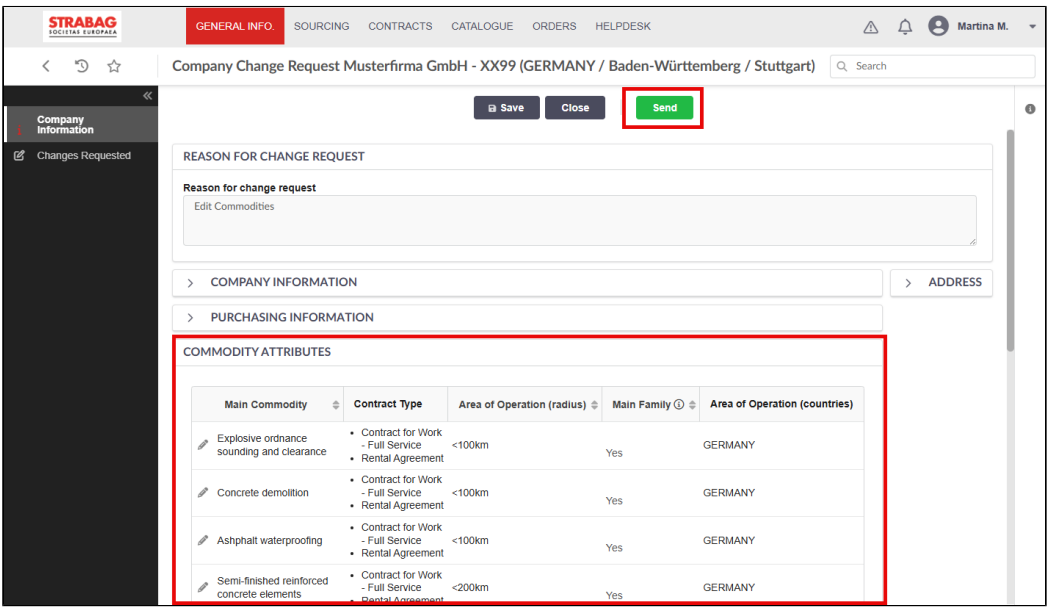 STRABAG
SOCIETAS EUROPAEA
GENERAL INFO. SOURCING CONTRACTS CATALOGUE ORDERS HELPDESK
Martina M.
Company Change Request Musterfirma GmbH - XX99 (GERMANY / Baden-Württemberg / Stuttgart)
Search
Company
Information
Changes Requested
Save Close Send
REASON FOR CHANGE REQUEST
Reason for change request
Edit Commodities
COMPANY INFORMATION
ADDRESS
PURCHASING INFORMATION
COMMODITY ATTRIBUTES
Main Commodity Contract Type Area of Operation (radius) Main Family Area of Operation (countries)
Explosive ordnance
sounding and clearance
• Contract for Work
- Full Service
• Rental Agreement
<100km
Yes
GERMANY
Concrete demolition
• Contract for Work
- Full Service
• Rental Agreement
<100km
Yes
GERMANY
Ashphalt waterproofing
• Contract for Work
- Full Service
• Rental Agreement
<100km
Yes
GERMANY
Semi-finished reinforced
concrete elements
• Contract for Work
- Full Service
• Rental Agreement
<200km
Yes
GERMANY